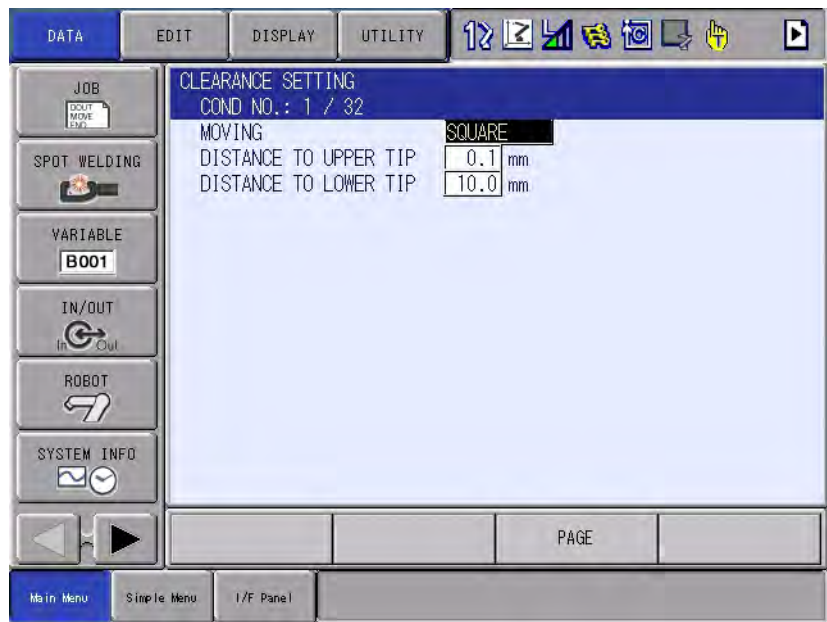 DATA
EDIT
DISPLAY
UTILITY
JOB
DOUT
MOVE
END
SPOT WELDING
VARIABLE
B001
IN/OUT
In Out
ROBOT
SYSTEM INFO
CLEARANCE SETTING
COND NO.: 1 / 32
MOVING SQUARE
DISTANCE TO UPPER TIP 0.1 mm
DISTANCE TO LOWER TIP 10.0 mm
PAGE
Main Menu
Simple Menu
I/F Panel